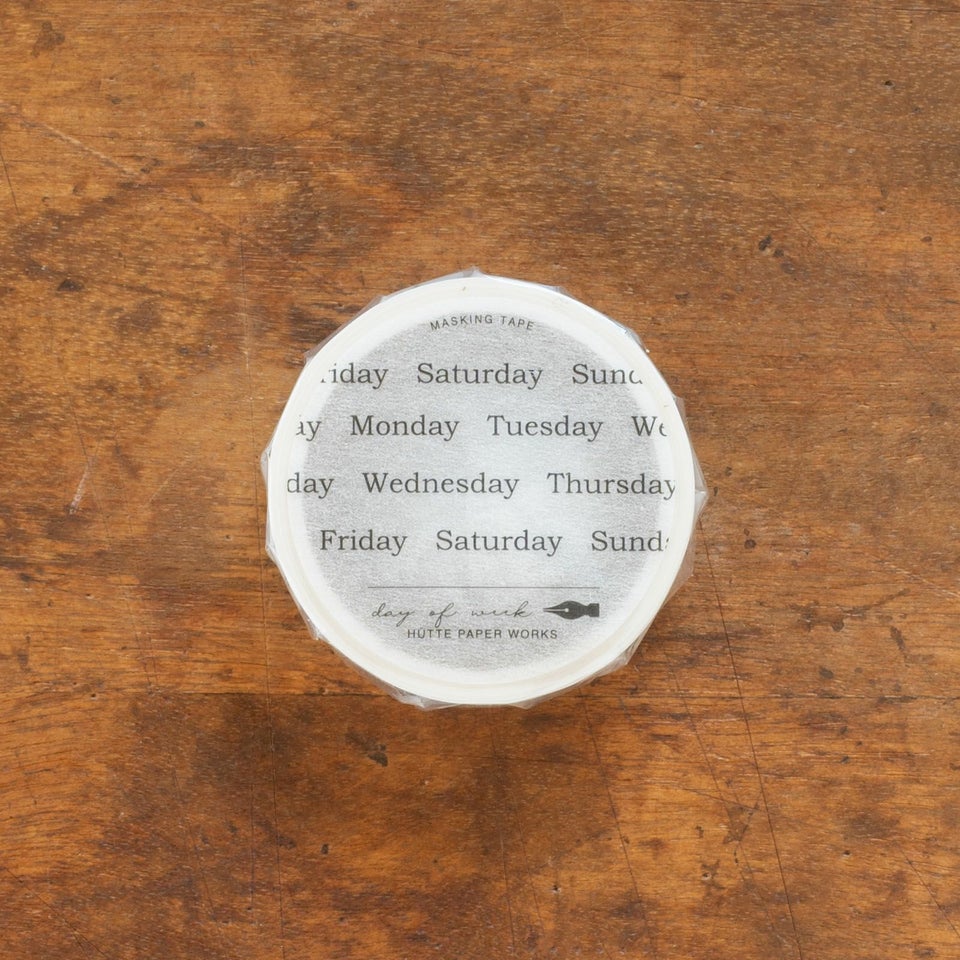 MASKING TAPE
riday Saturday Sund
ay Monday Tuesday We
day Wednesday Thursday
Friday Saturday Sund
day of week
HÜTTE PAPER WORKS